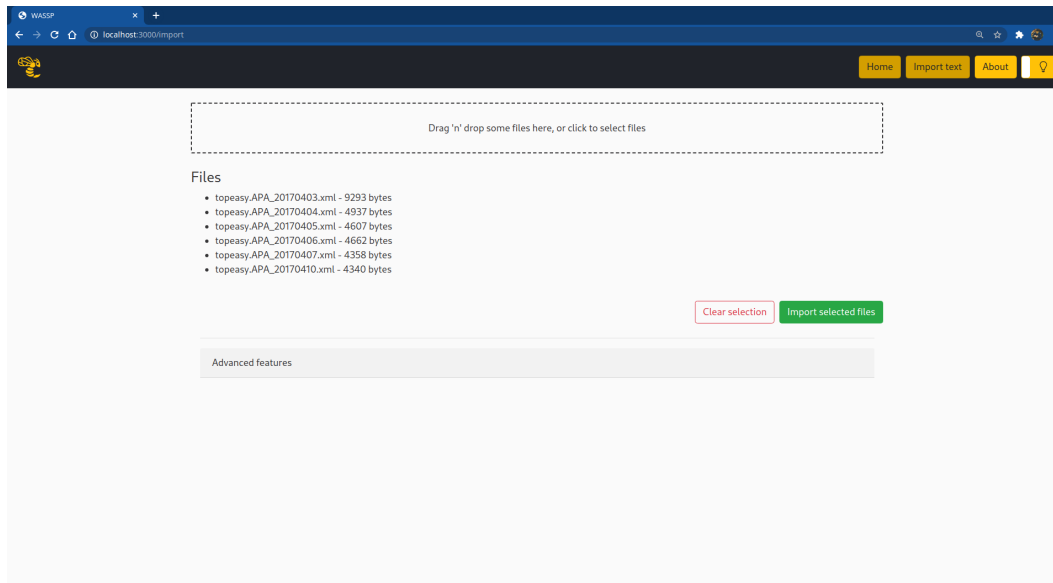 WASSP
localhost:3000/import
Home Import text About
Drag 'n' drop some files here, or click to select files
Files
topeasy.APA_20170403.xml - 9293 bytes
topeasy.APA_20170404.xml - 4937 bytes
topeasy.APA_20170405.xml - 4607 bytes
topeasy.APA_20170406.xml - 4662 bytes
topeasy.APA_20170407.xml - 4358 bytes
topeasy.APA_20170410.xml - 4340 bytes
Clear selection Import selected files
Advanced features